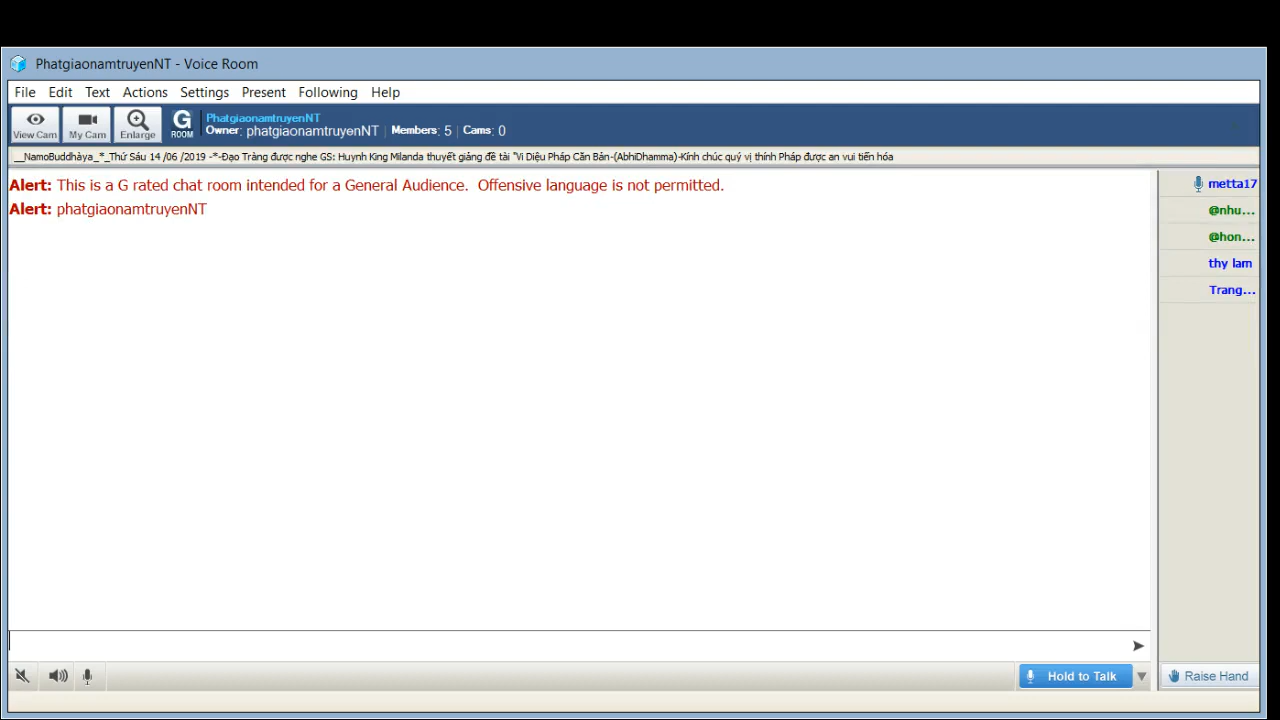 PhatgiaonamtruyenNT - Voice Room
File Edit Text Actions Settings Present Following Help
View Cam My Cam Enlarge G ROOM
PhatgiaonamtruyenNT
Owner: phatgiaonamtruyenNT Members: 5 Cams: 0
__NamoBuddhàya_*_Thứ Sáu 14 /06 /2019 -*-Đạo Tràng được nghe GS: Huỳnh King Milanda thuyết giảng đề tài "Vi Diệu Pháp Căn Bản-(AbhiDhamma)-Kính chúc quý vị thính Pháp được an vui tiến hóa
Alert: This is a G rated chat room intended for a General Audience.  Offensive language is not permitted.
Alert: phatgiaonamtruyenNT
metta17
@nhu...
@hon...
thy lam
Trang...
Hold to Talk
Raise Hand